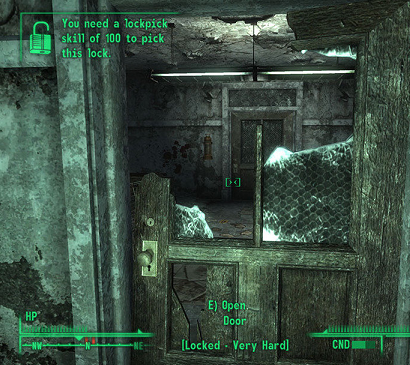 You need a lockpick
skill of 100 to pick
this lock.
E) Open
Door
HP
NW N NE
[Locked - Very Hard]
CND